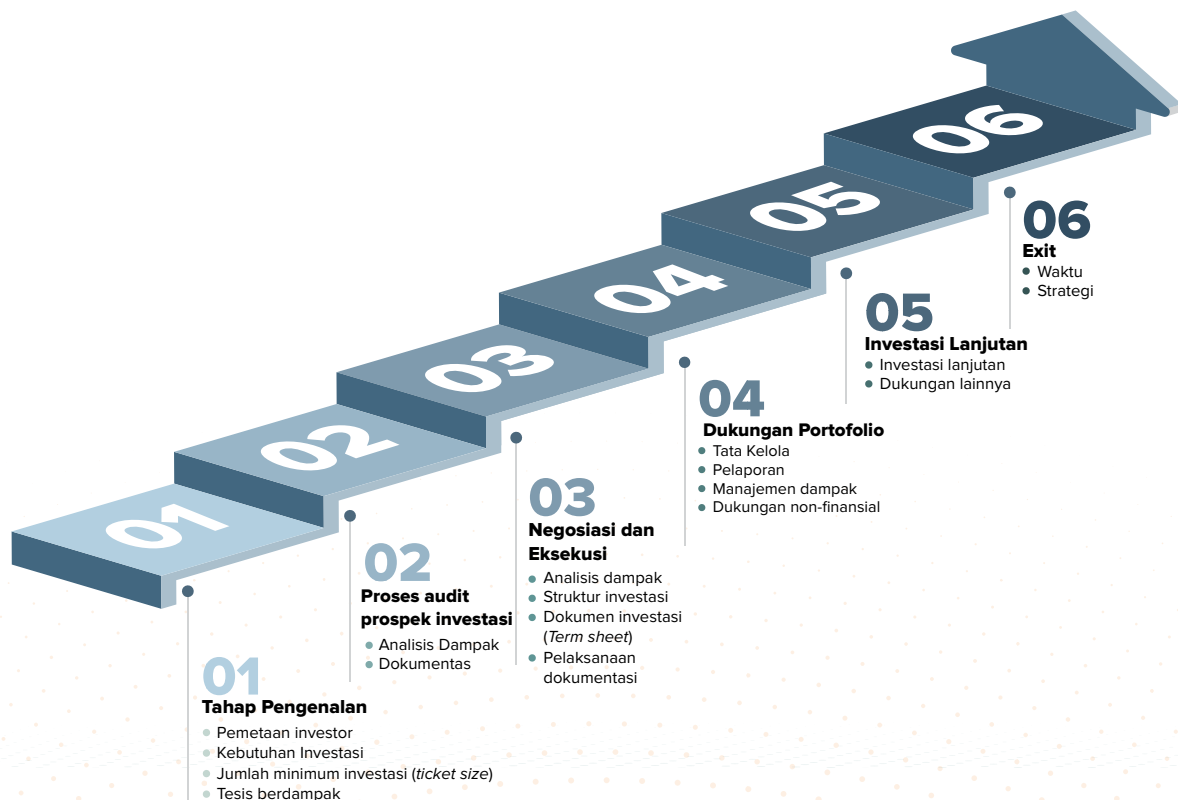 01
02
03
04
05
06
01
Tahap Pengenalan
Pemetaan investor
Kebutuhan Investasi
Jumlah minimum investasi (ticket size)
Tesis berdampak
02
Proses audit
prospek investasi
Analisis Dampak
Dokumentas
03
Negosiasi dan
Eksekusi
Analisis dampak
Struktur investasi
Dokumen investasi
(Term sheet)
Pelaksanaan
dokumentasi
04
Dukungan Portofolio
Tata Kelola
Pelaporan
Manajemen dampak
Dukungan non-finansial
05
Investasi Lanjutan
Investasi lanjutan
Dukungan lainnya
06
Exit
Waktu
Strategi